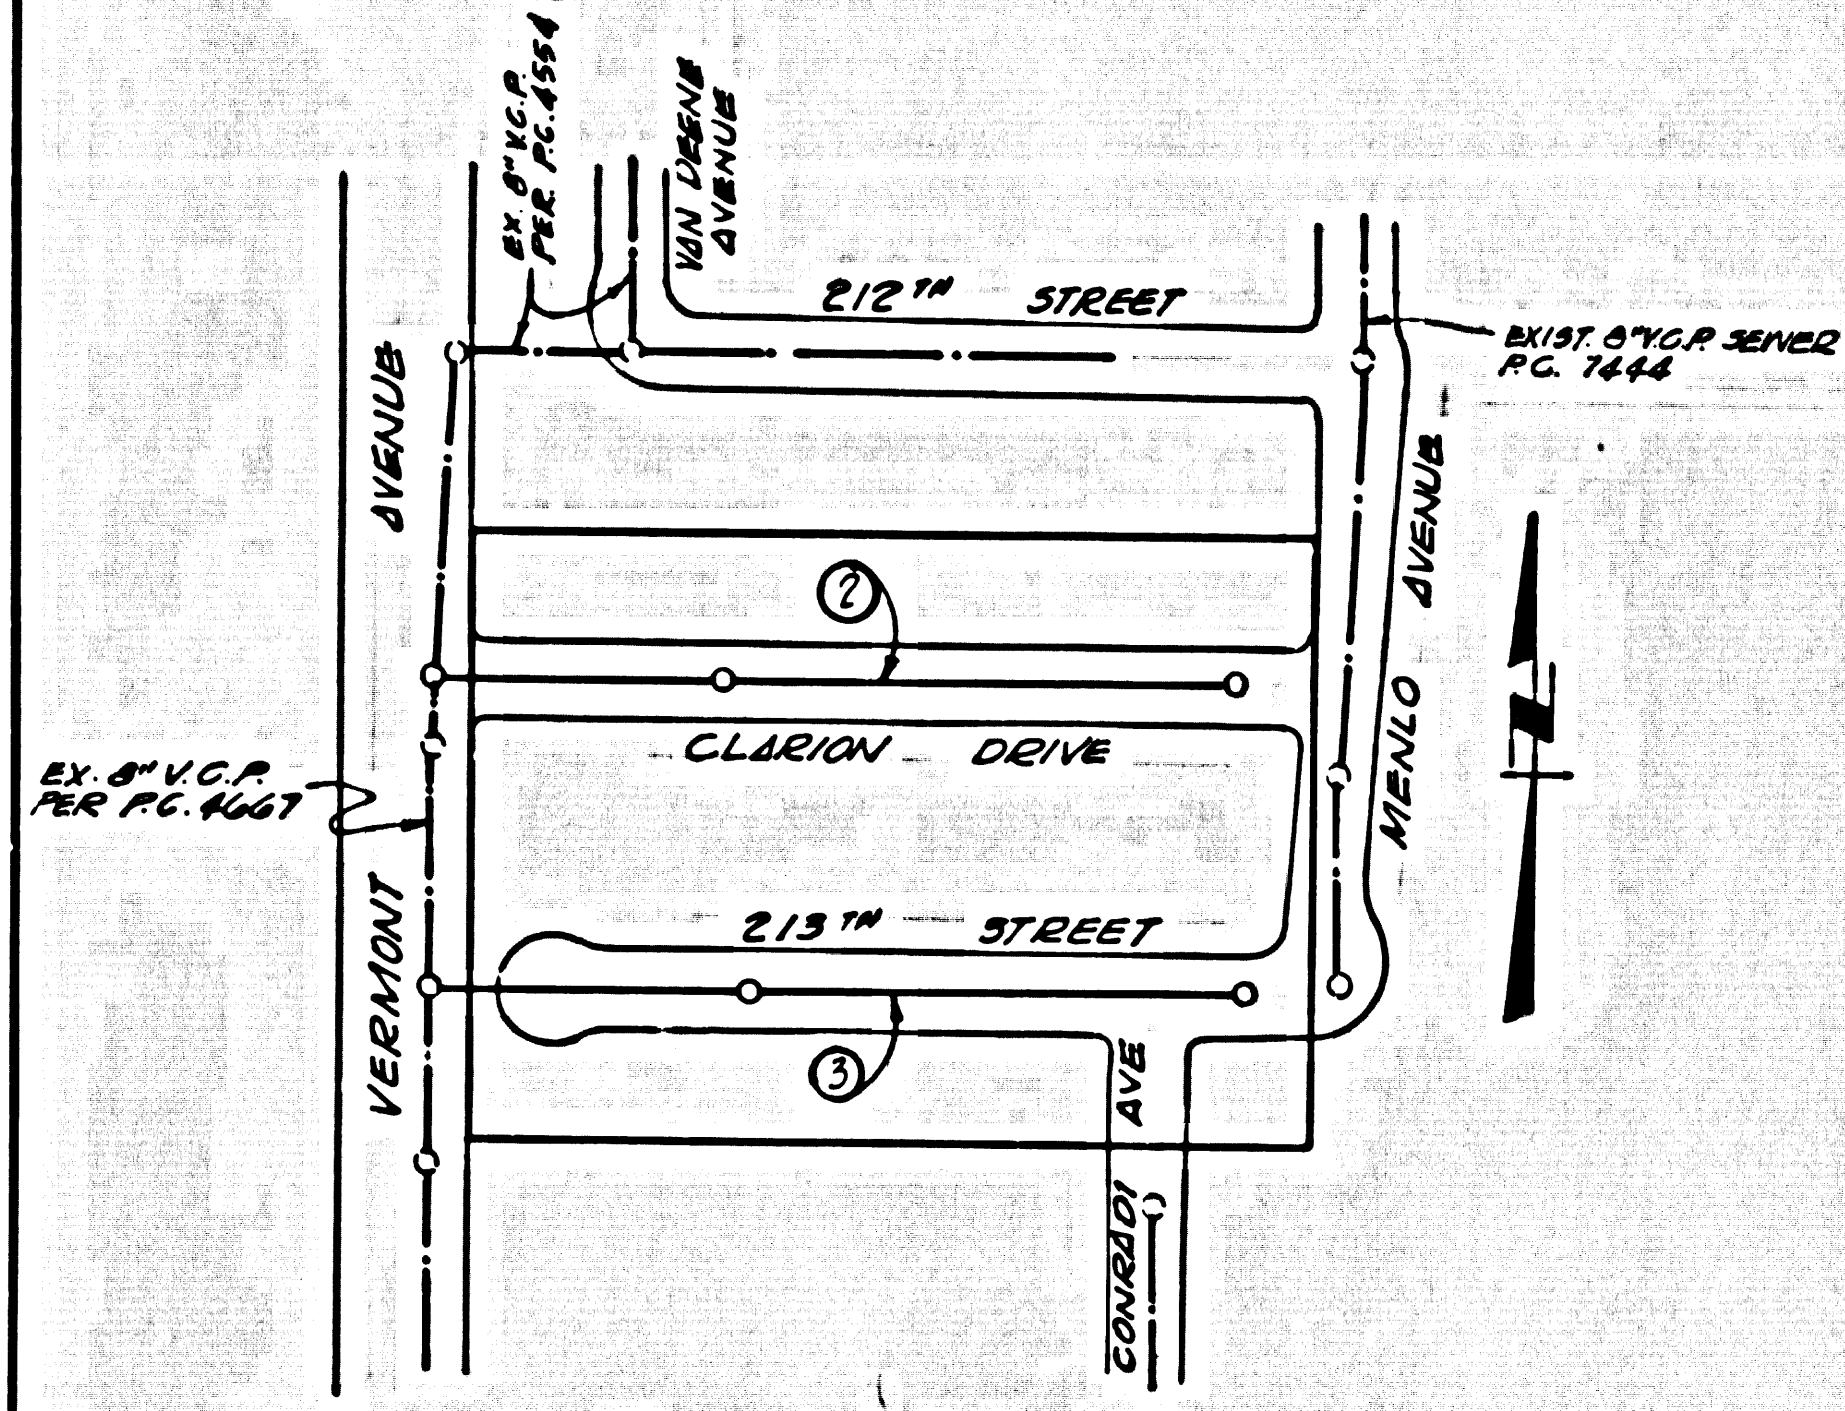 EX. 8" V.C.P.
PER. P.C. 4554
VAN DEENE
AVENUE
212TH STREET
EXIST. 8" V.C.P. SEWER
P.C. 7444
AVENUE
AVENUE
2
CLARION DRIVE
MENLO
EX. 8" V.C.P.
PER P.C. 4667
VERMONT
213TH STREET
3
AVE
CONRADI